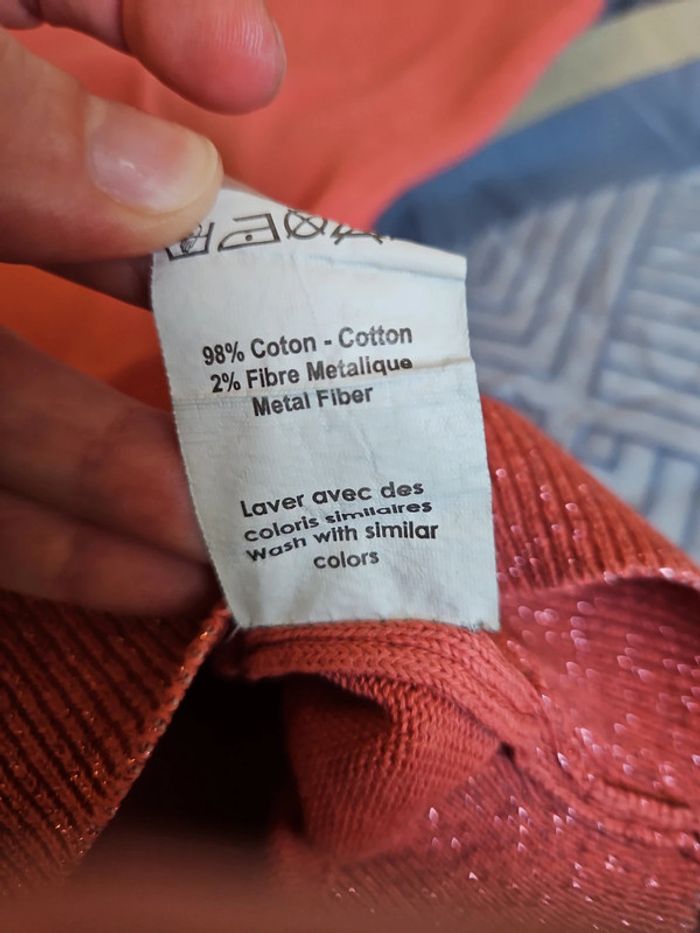 98% Coton - Cotton
2% Fibre Metalique
Metal Fiber
Laver avec des
coloris similaires
Wash with similar
colors